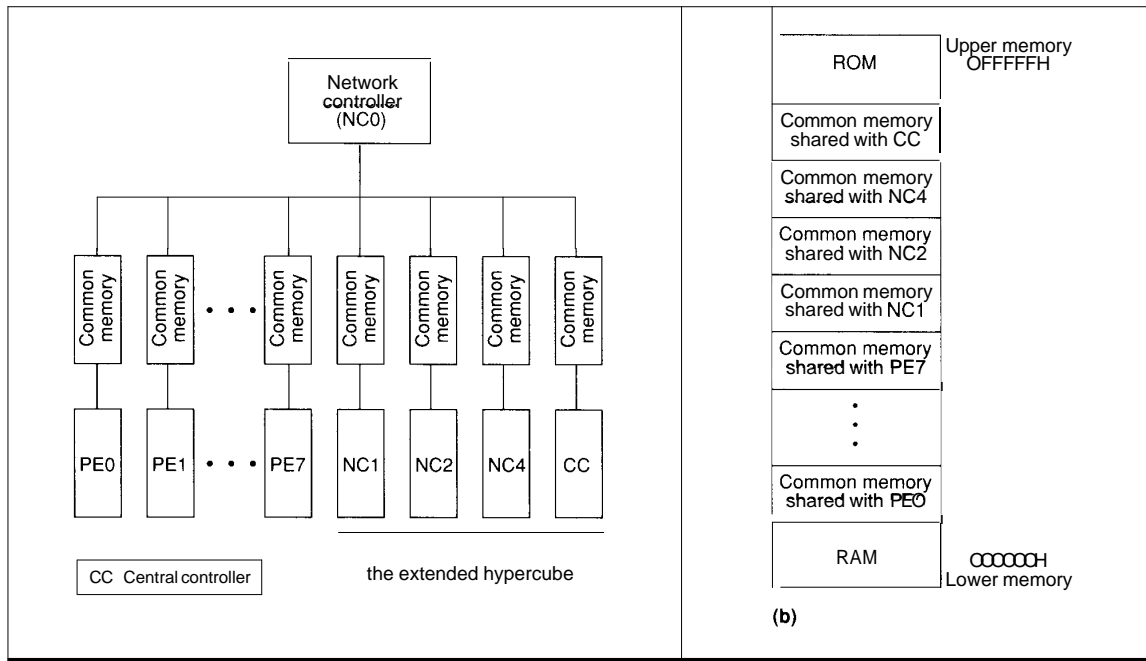 Network
controller
(NC0)
Common
memory
Common
memory
Common
memory
Common
memory
Common
memory
Common
memory
Common
memory
PE0
PE1
PE7
NC1
NC2
NC4
CC
CC Central controller
the extended hypercube
ROM
Upper memory
OFFFFFH
Common memory
shared with CC
Common memory
shared with NC4
Common memory
shared with NC2
Common memory
shared with NC1
Common memory
shared with PE7
Common memory
shared with PEO
RAM
OOOOOOH
Lower memory
(b)